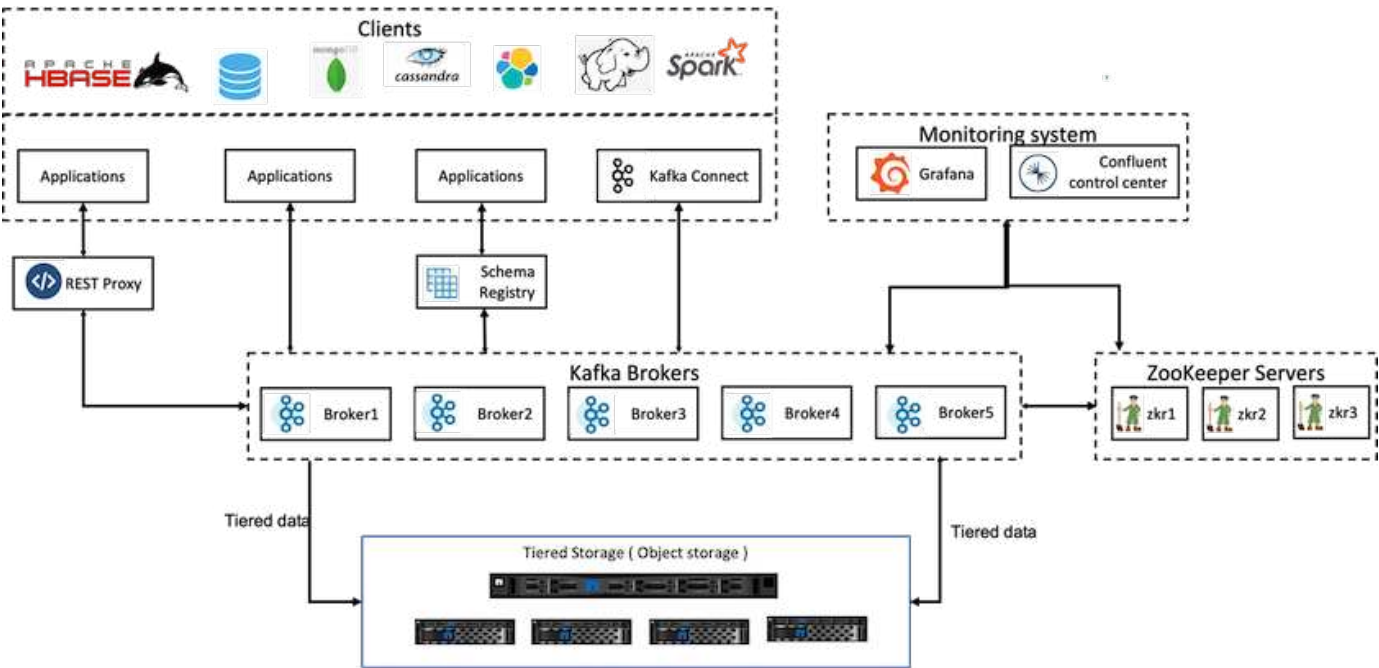 Clients
APACHE
HBASE
mongoDB
cassandra
APACHE
Spark
Monitoring system
Applications
Applications
Applications
Kafka Connect
Grafana
Confluent
control center
REST Proxy
Schema
Registry
Kafka Brokers
Broker1
Broker2
Broker3
Broker4
Broker5
ZooKeeper Servers
zkr1
zkr2
zkr3
Tiered data
Tiered data
Tiered Storage ( Object storage )